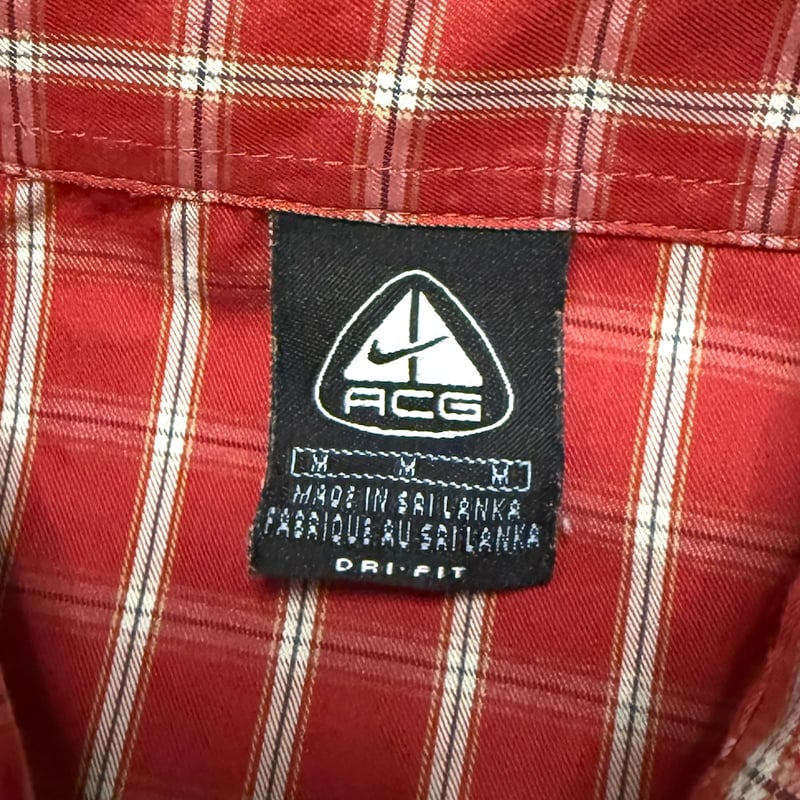 ACG
M M M
MADE IN SRI LANKA
FABRIQUE AU SRI LANKA
DRI·FIT